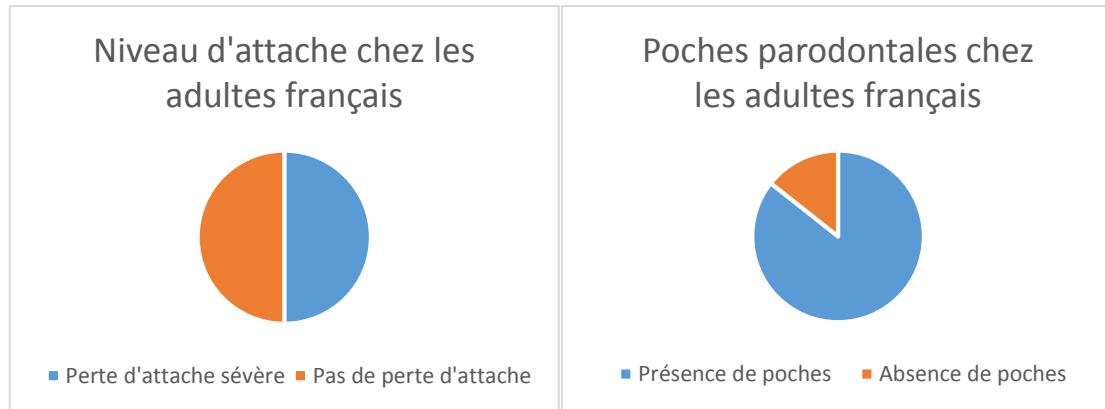 Niveau d'attache chez les
adultes français
Perte d'attache sévère
Pas de perte d'attache
Poches parodontales chez
les adultes français
Présence de poches
Absence de poches